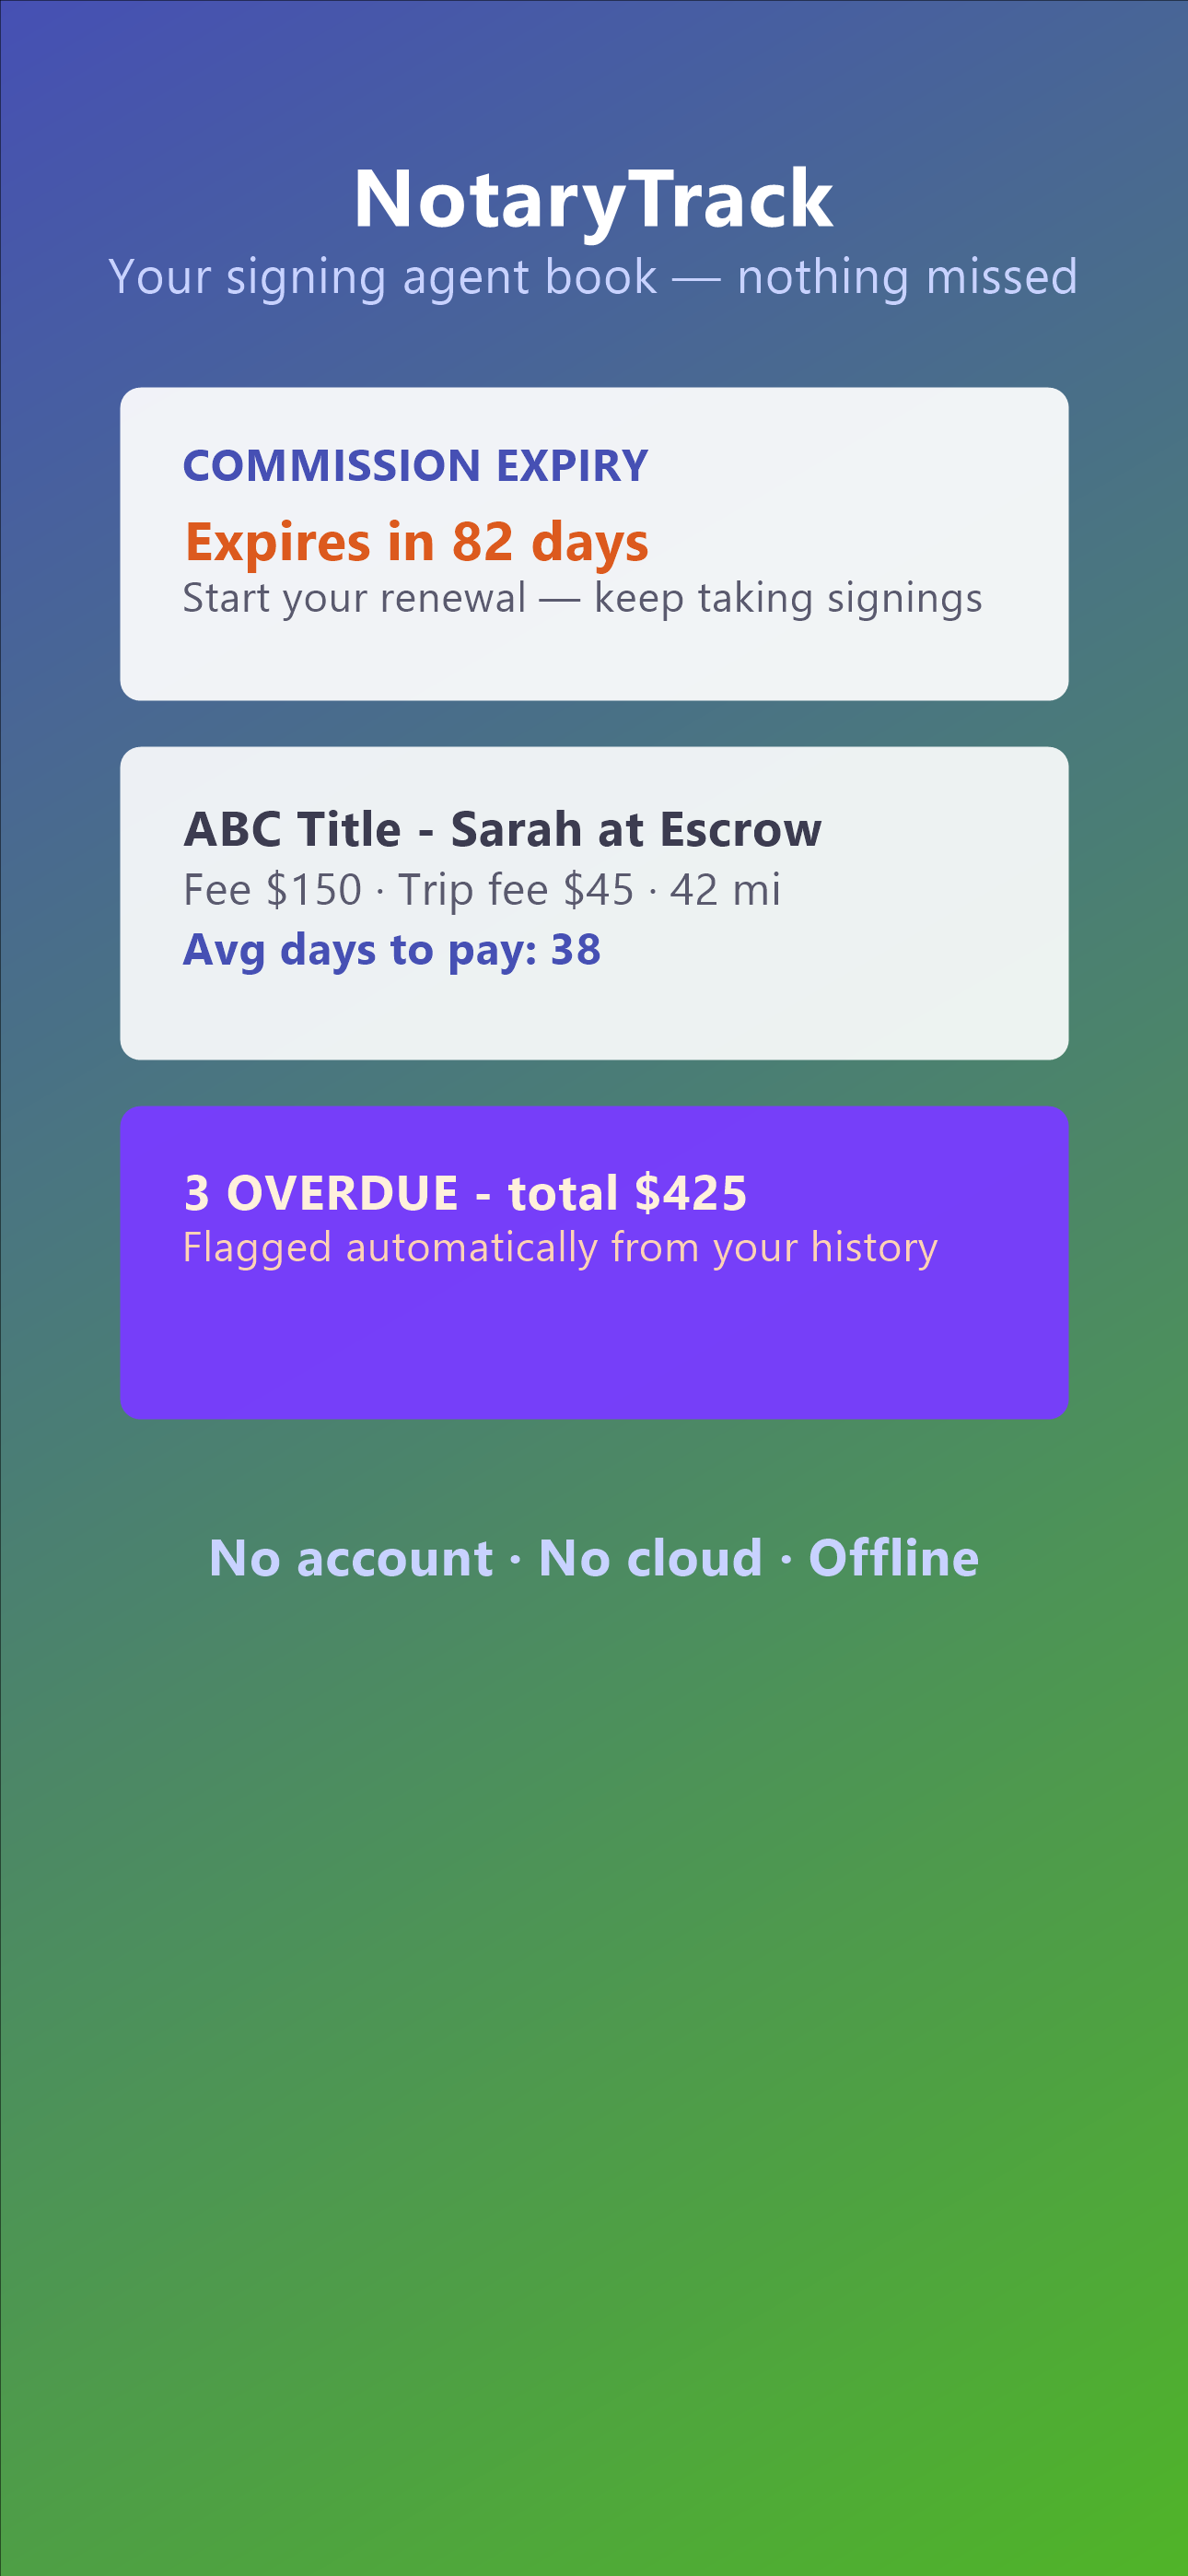 NotaryTrack
Your signing agent book — nothing missed
COMMISSION EXPIRY
Expires in 82 days
Start your renewal — keep taking signings
ABC Title - Sarah at Escrow
Fee $150 · Trip fee $45 · 42 mi
Avg days to pay: 38
3 OVERDUE - total $425
Flagged automatically from your history
No account · No cloud · Offline